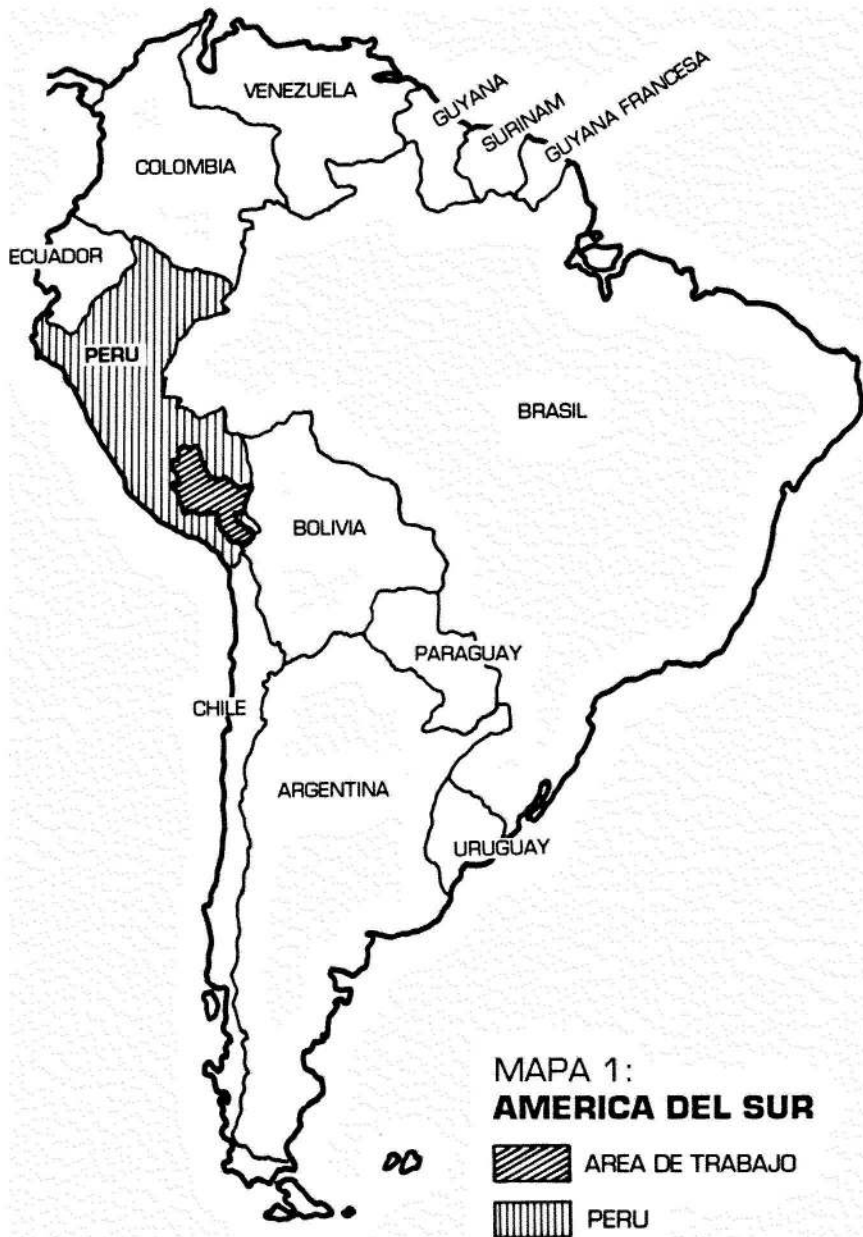 VENEZUELA
GUYANA
SURINAM
GUYANA FRANCESA
COLOMBIA
ECUADOR
PERU
BRASIL
BOLIVIA
PARAGUAY
CHILE
ARGENTINA
URUGUAY
MAPA 1:
AMERICA DEL SUR
AREA DE TRABAJO
PERU